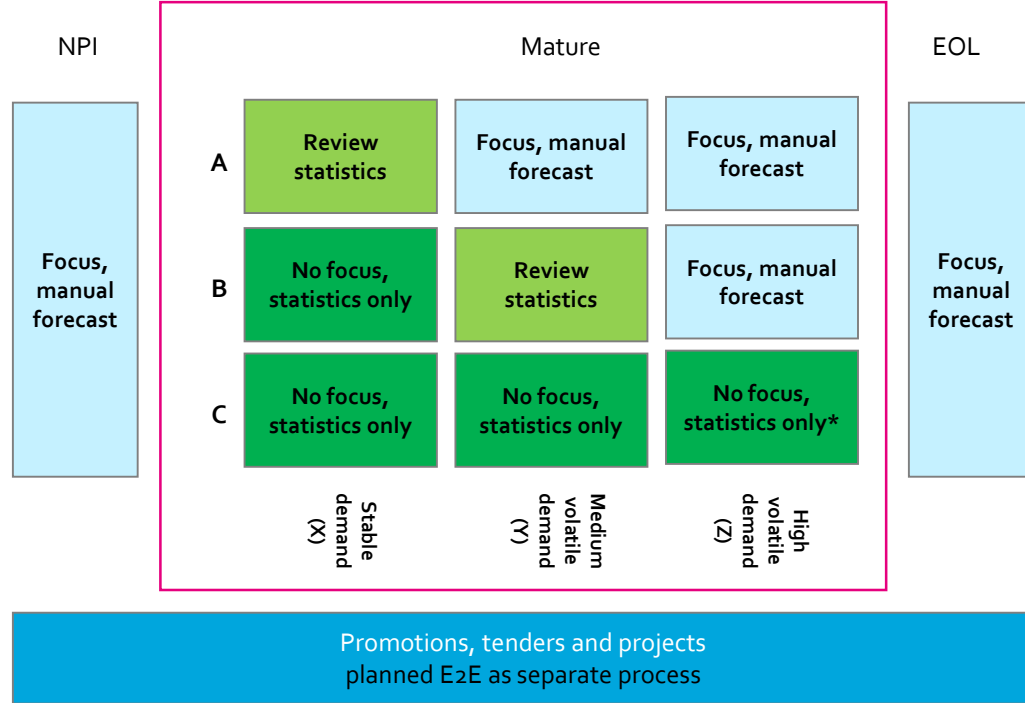 NPI
Mature
EOL
A
Review
statistics
Focus, manual
forecast
Focus, manual
forecast
Focus,
manual
forecast
B
No focus,
statistics only
Review
statistics
Focus, manual
forecast
Focus,
manual
forecast
C
No focus,
statistics only
No focus,
statistics only
No focus,
statistics only*
Stable
demand
(X)
Medium
volatile
demand
(Y)
High
volatile
demand
(Z)
Promotions, tenders and projects
planned E2E as separate process